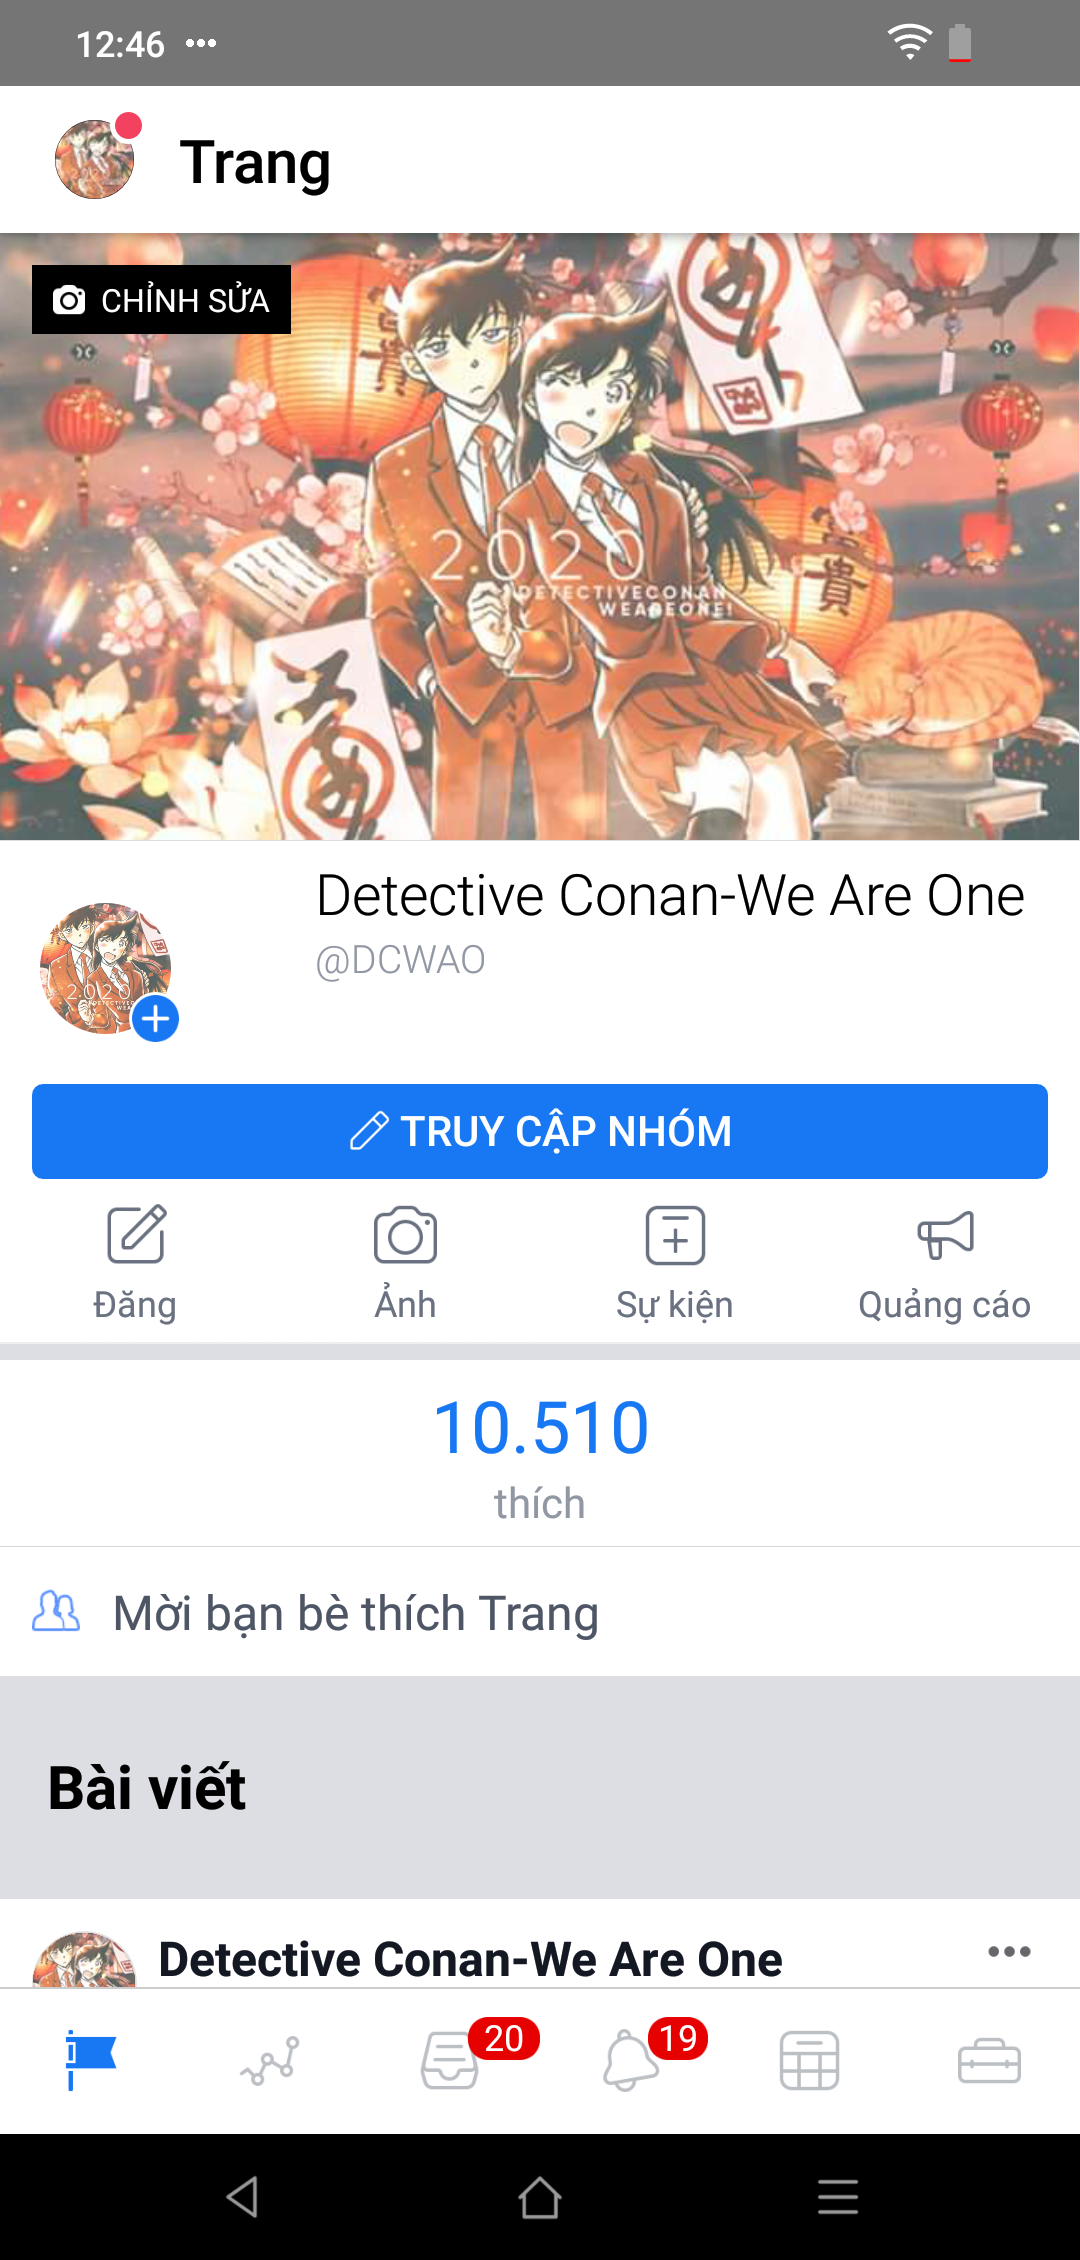 12:46
Trang
CHỈNH SỬA
貴
貴
2020
DETECTIVECONAN
WEAREONE!
Detective Conan-We Are One
@DCWAO
TRUY CẬP NHÓM
Đăng
Ảnh
Sự kiện
Quảng cáo
10.510
thích
Mời bạn bè thích Trang
Bài viết
Detective Conan-We Are One
20
19